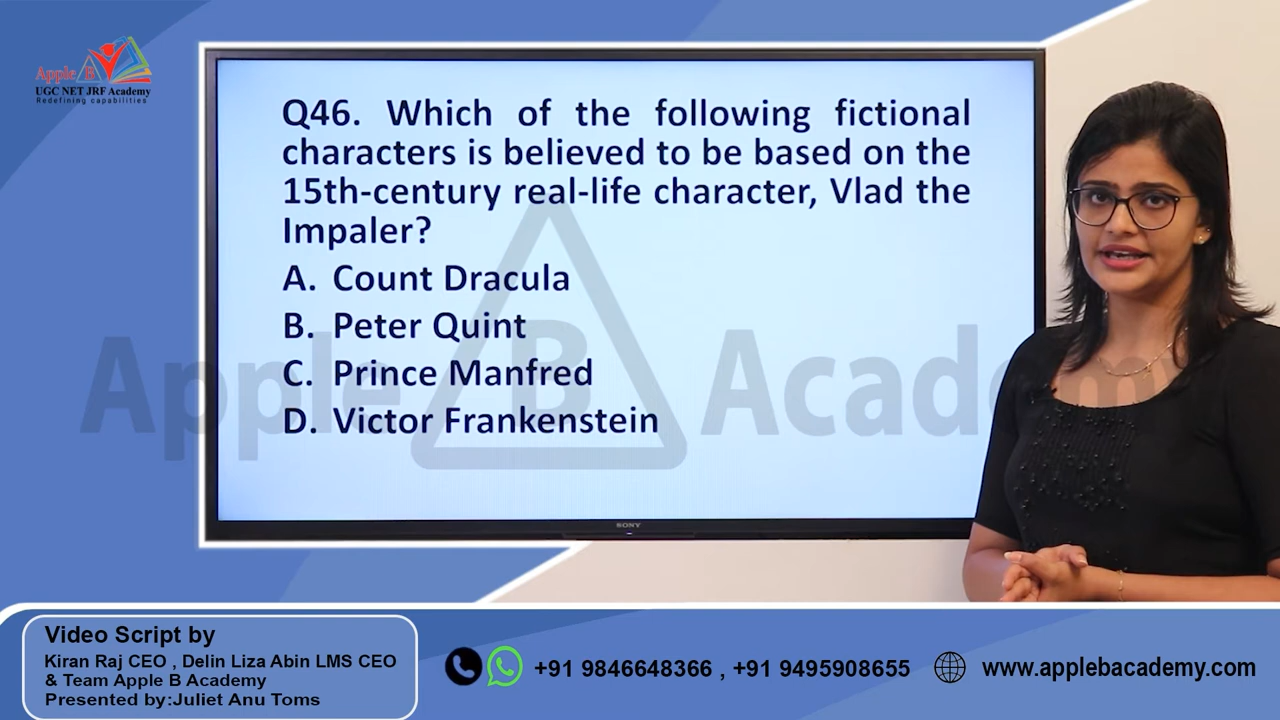 Apple B
UGC NET JRF Academy
Redefining capabilities
Q46. Which of the following fictional
characters is believed to be based on the
15th-century real-life character, Vlad the
Impaler?
A. Count Dracula
B. Peter Quint
C. Prince Manfred
D. Victor Frankenstein
Apple B Academy
SONY
Video Script by
Kiran Raj CEO , Delin Liza Abin LMS CEO
& Team Apple B Academy
Presented by:Juliet Anu Toms
+91 9846648366 , +91 9495908655
www.applebacademy.com